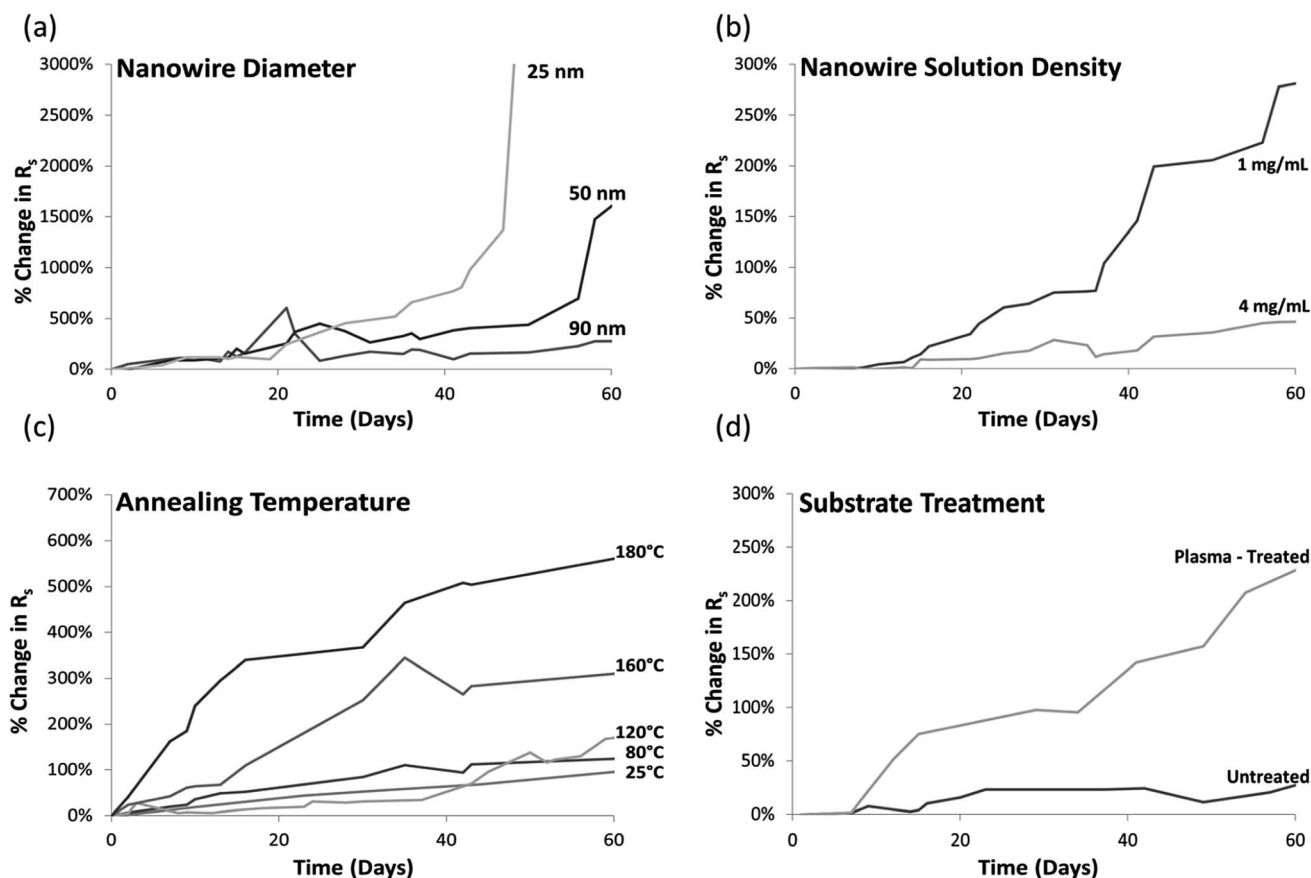 (a)
Nanowire Diameter
3000%
2500%
2000%
1500%
1000%
500%
0%
% Change in Rs
25 nm
50 nm
90 nm
0
20
40
60
Time (Days)
(b)
Nanowire Solution Density
300%
250%
200%
150%
100%
50%
0%
% Change in Rs
1 mg/mL
4 mg/mL
0
20
40
60
Time (Days)
(c)
Annealing Temperature
700%
600%
500%
400%
300%
200%
100%
0%
% Change in Rs
180°C
160°C
120°C
80°C
25°C
0
20
40
60
Time (Days)
(d)
Substrate Treatment
300%
250%
200%
150%
100%
50%
0%
% Change in Rs
Plasma - Treated
Untreated
0
20
40
60
Time (Days)